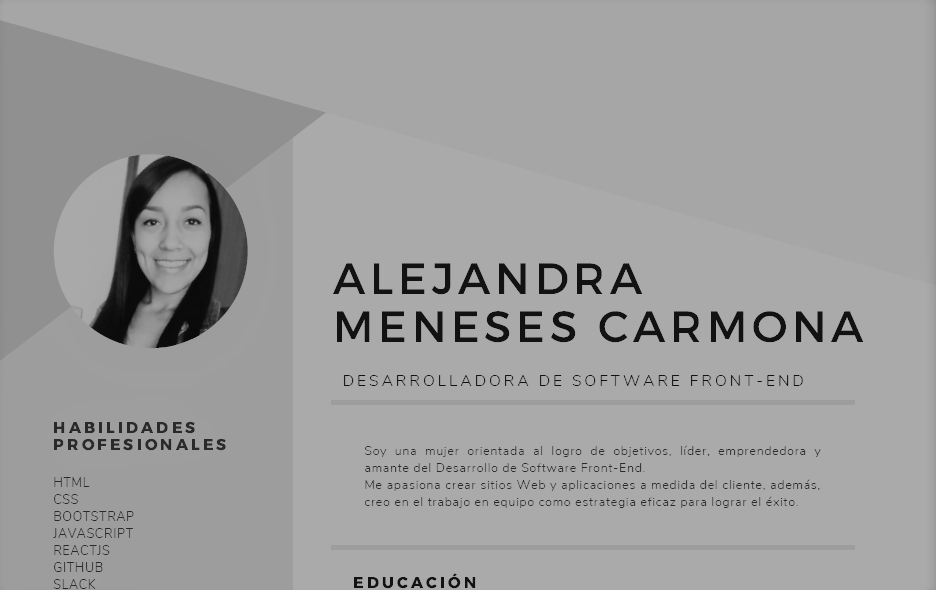 ALEJANDRA
MENESES CARMONA
DESARROLLADORA DE SOFTWARE FRONT-END
HABILIDADES
PROFESIONALES
HTML
CSS
BOOTSTRAP
JAVASCRIPT
REACTJS
GITHUB
SLACK
Soy una mujer orientada al logro de objetivos, líder, emprendedora y
amante del Desarrollo de Software Front-End.
Me apasiona crear sitios Web y aplicaciones a medida del cliente, además,
creo en el trabajo en equipo como estrategia eficaz para lograr el éxito.
EDUCACIÓN